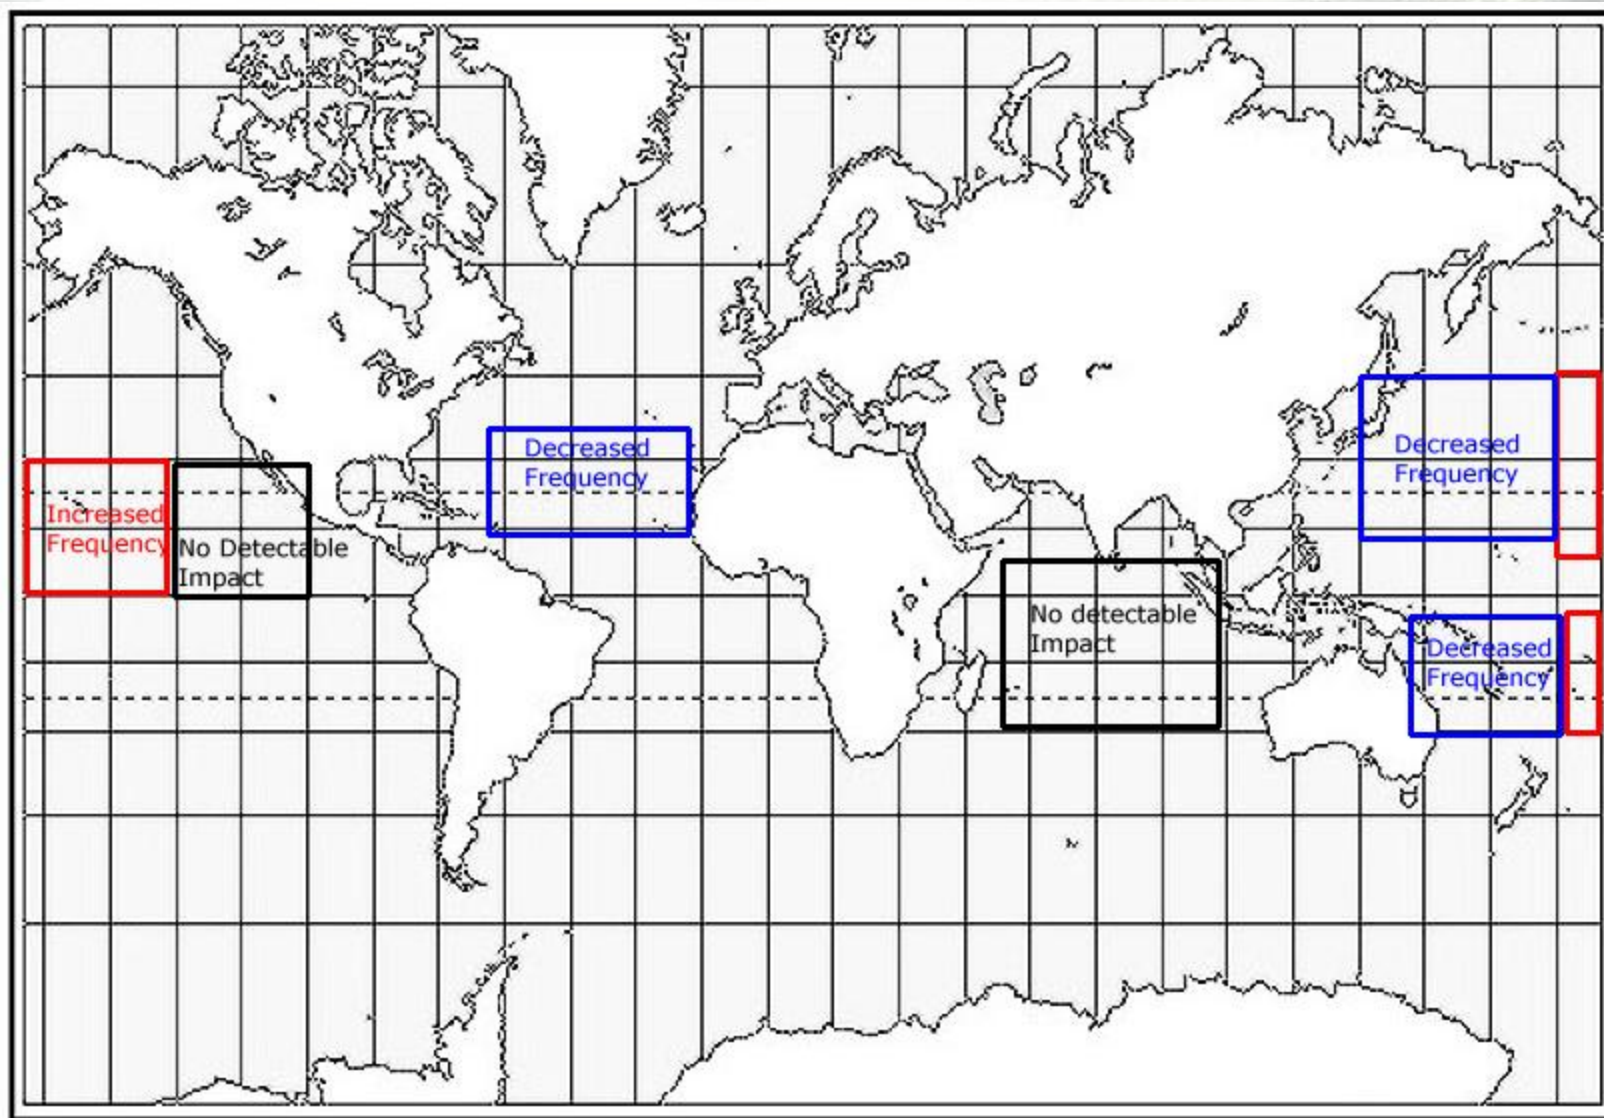 Decreased
Frequency
Decreased
Frequency
Increased
Frequency
No Detectable
Impact
No detectable
Impact
Decreased
Frequency